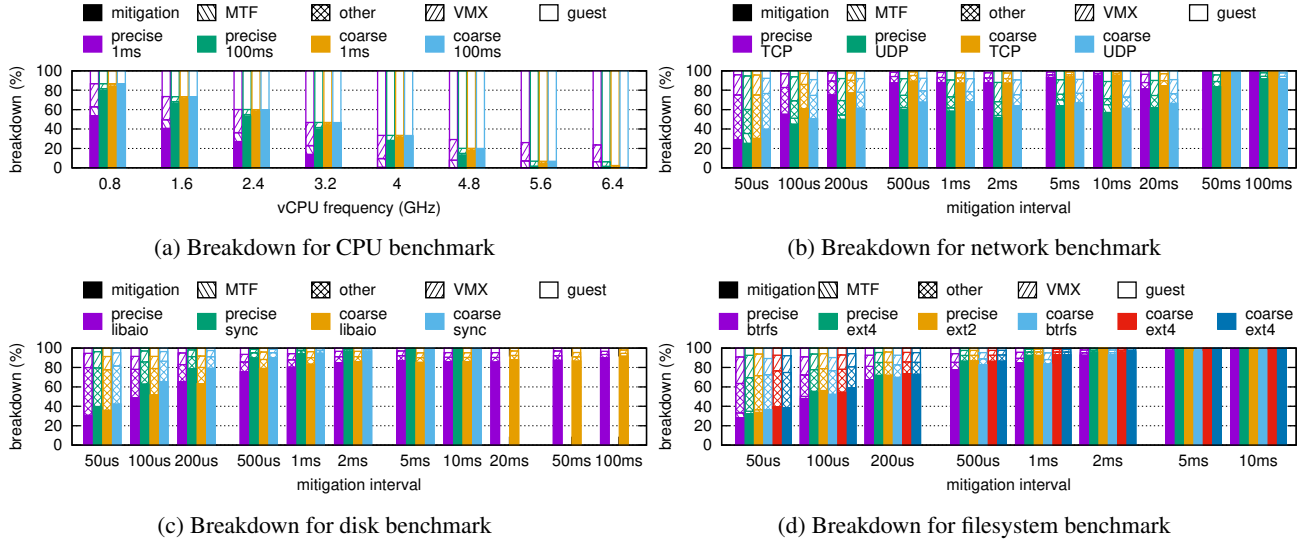 mitigation MTF other VMX guest
precise 1ms precise 100ms coarse 1ms coarse 100ms
breakdown (%)
100
80
60
40
20
0
0.8 1.6 2.4 3.2 4 4.8 5.6 6.4
vCPU frequency (GHz)
(a) Breakdown for CPU benchmark
mitigation MTF other VMX guest
precise TCP precise UDP coarse TCP coarse UDP
breakdown (%)
100
80
60
40
20
0
50us 100us 200us 500us 1ms 2ms 5ms 10ms 20ms 50ms 100ms
mitigation interval
(b) Breakdown for network benchmark
mitigation MTF other VMX guest
precise libaio precise sync coarse libaio coarse sync
breakdown (%)
100
80
60
40
20
0
50us 100us 200us 500us 1ms 2ms 5ms 10ms 20ms 50ms 100ms
mitigation interval
(c) Breakdown for disk benchmark
mitigation MTF other VMX guest
precise btrfs precise ext4 precise ext2 coarse btrfs coarse ext4 coarse ext4
breakdown (%)
100
80
60
40
20
0
50us 100us 200us 500us 1ms 2ms 5ms 10ms
mitigation interval
(d) Breakdown for filesystem benchmark